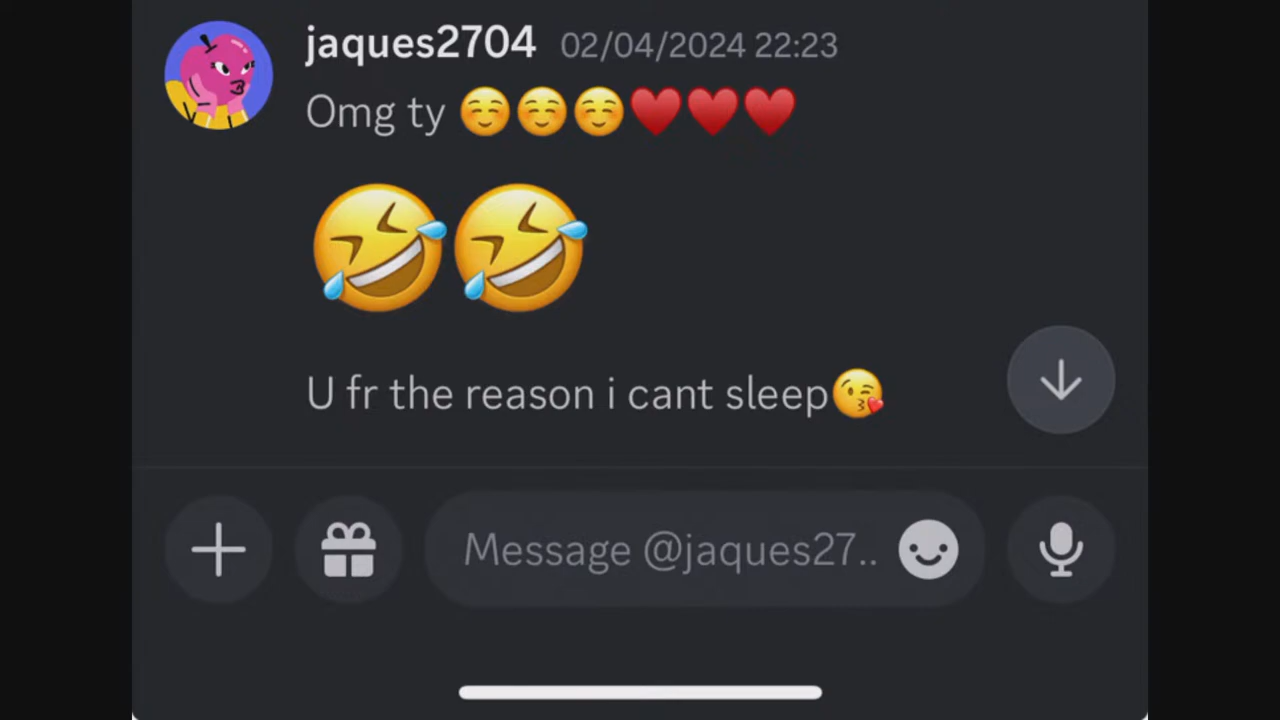 jaques2704 02/04/2024 22:23
Omg ty ☺️☺️☺️❤️❤️❤️
🤣🤣
U fr the reason i cant sleep😘
Message @jaques27..